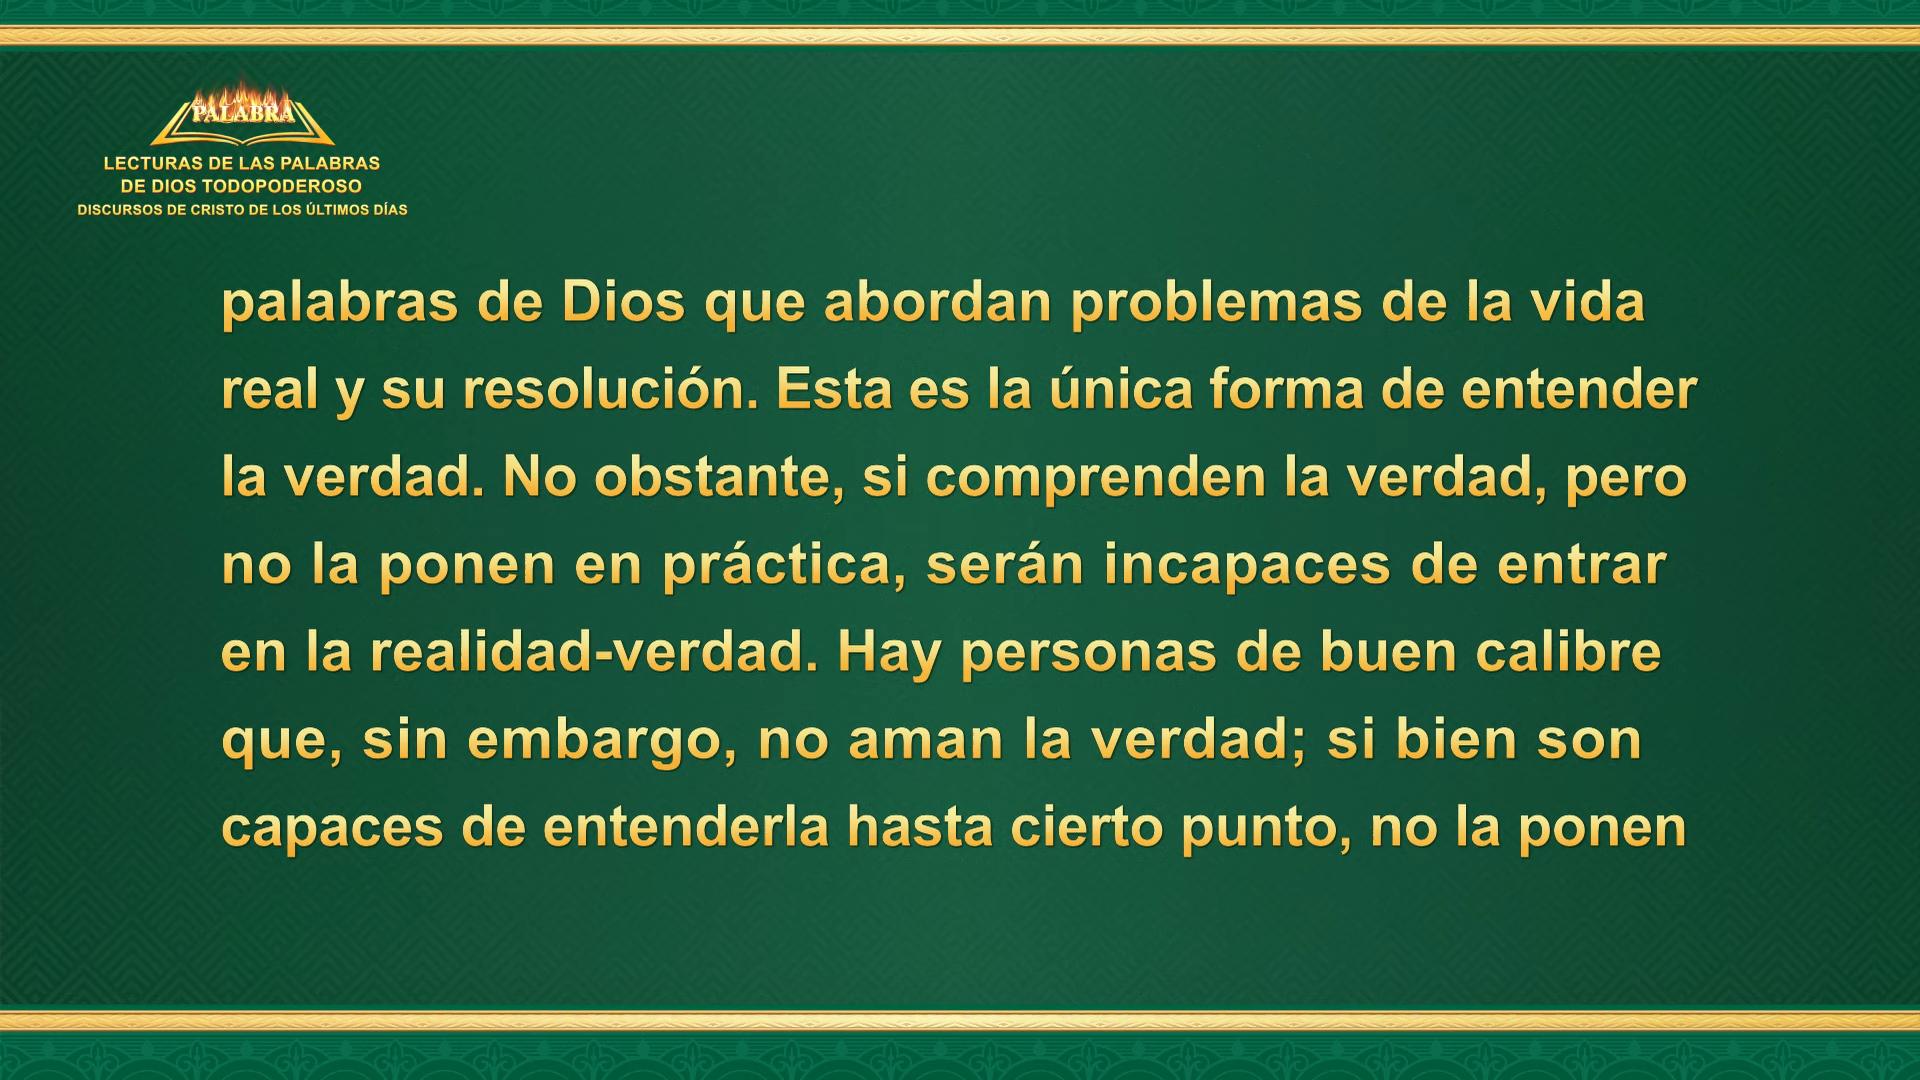 PALABRA
LECTURAS DE LAS PALABRAS
DE DIOS TODOPODEROSO
DISCURSOS DE CRISTO DE LOS ÚLTIMOS DÍAS
palabras de Dios que abordan problemas de la vida
real y su resolución. Esta es la única forma de entender
la verdad. No obstante, si comprenden la verdad, pero
no la ponen en práctica, serán incapaces de entrar
en la realidad-verdad. Hay personas de buen calibre
que, sin embargo, no aman la verdad; si bien son
capaces de entenderla hasta cierto punto, no la ponen